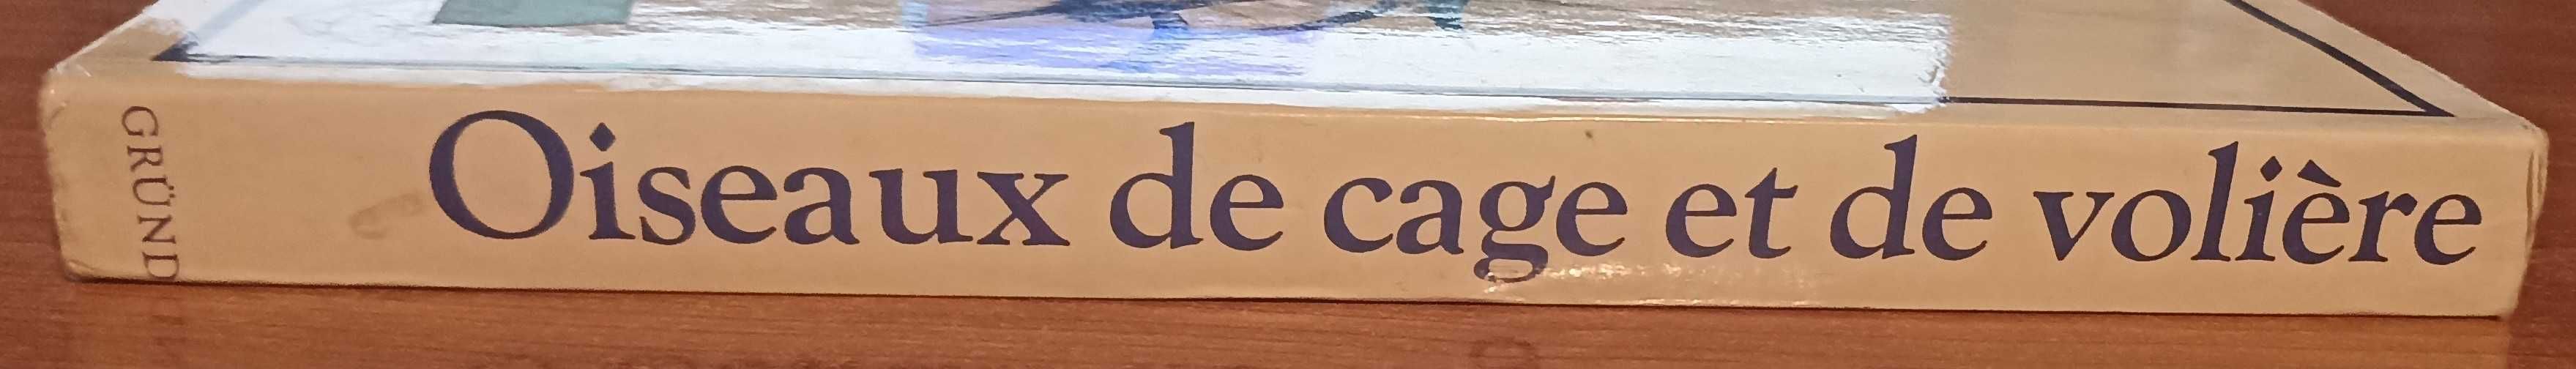 GRÜND
Oiseaux de cage et de volière